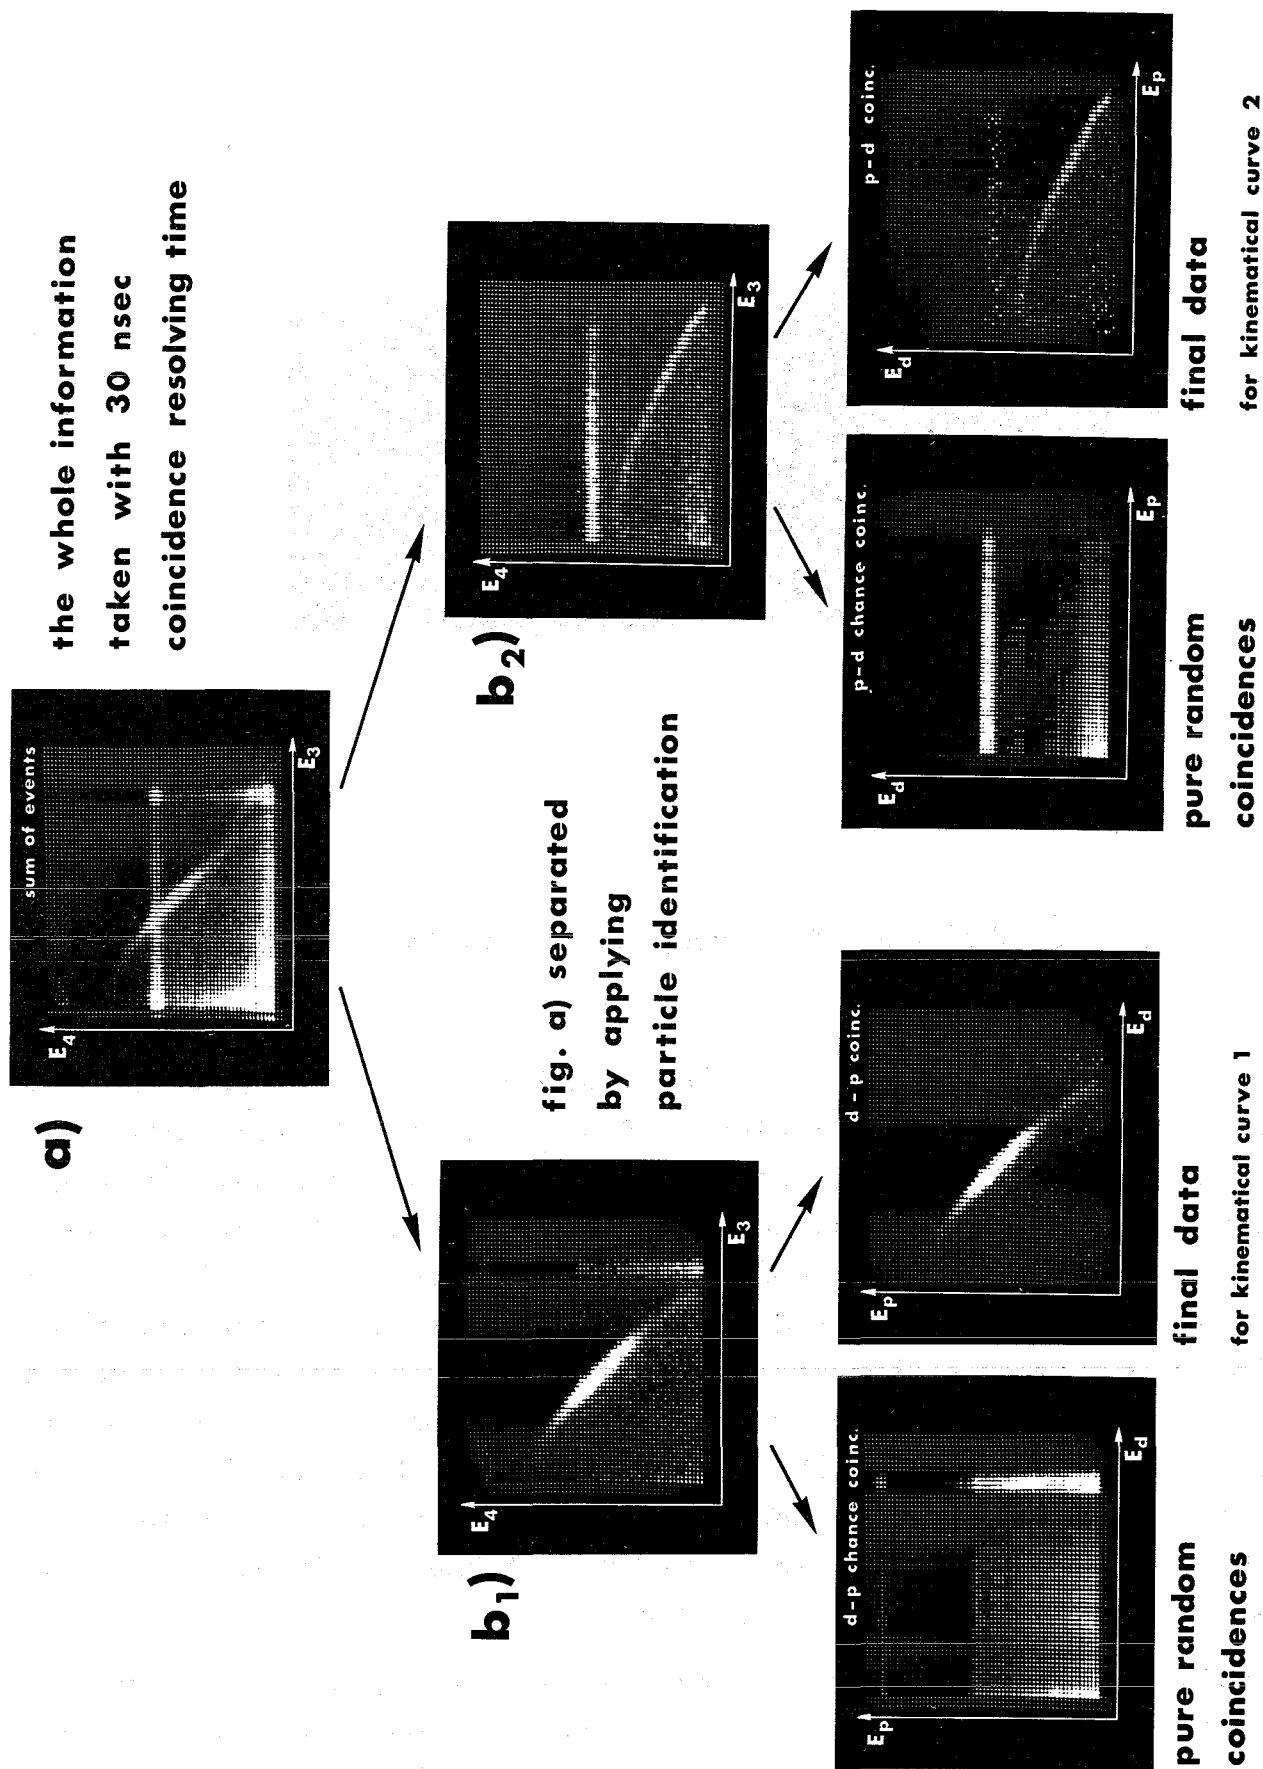 a)
sum of events
E4
E3
the whole information
taken with 30 nsec
coincidence resolving time
b1)
E4
E3
fig. a) separated
by applying
particle identification
b2)
E4
E3
d-p chance coinc.
Ep
Ed
pure random
coincidences
d-p coinc.
Ep
Ed
final data
for kinematical curve 1
p-d chance coinc.
Ed
Ep
pure random
coincidences
p-d coinc.
Ed
Ep
final data
for kinematical curve 2